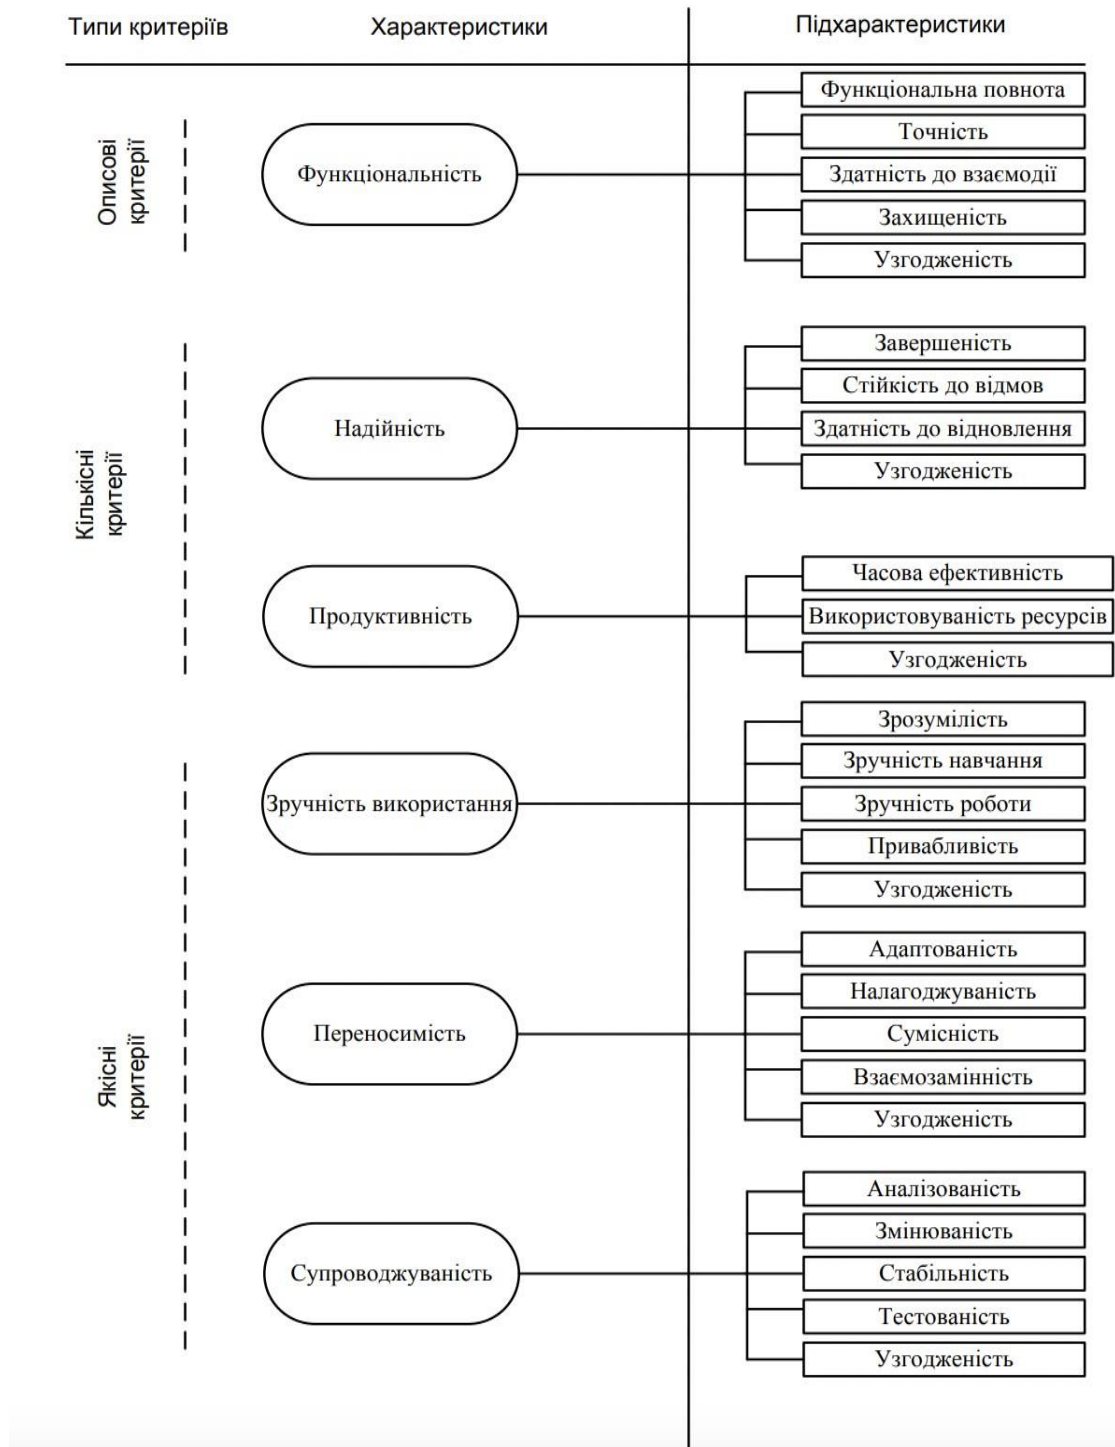 Типи критеріїв
Характеристики
Підхарактеристики
Описові
критерії
Функціональність
Функціональна повнота
Точність
Здатність до взаємодії
Захищеність
Узгодженість
Кількісні
критерії
Надійність
Завершеність
Стійкість до відмов
Здатність до відновлення
Узгодженість
Продуктивність
Часова ефективність
Використовуваність ресурсів
Узгодженість
Якісні
критерії
Зручність використання
Зрозумілість
Зручність навчання
Зручність роботи
Привабливість
Узгодженість
Переносимість
Адаптованість
Налагоджуваність
Сумісність
Взаємозамінність
Узгодженість
Супроводжуваність
Аналізованість
Змінюваність
Стабільність
Тестованість
Узгодженість